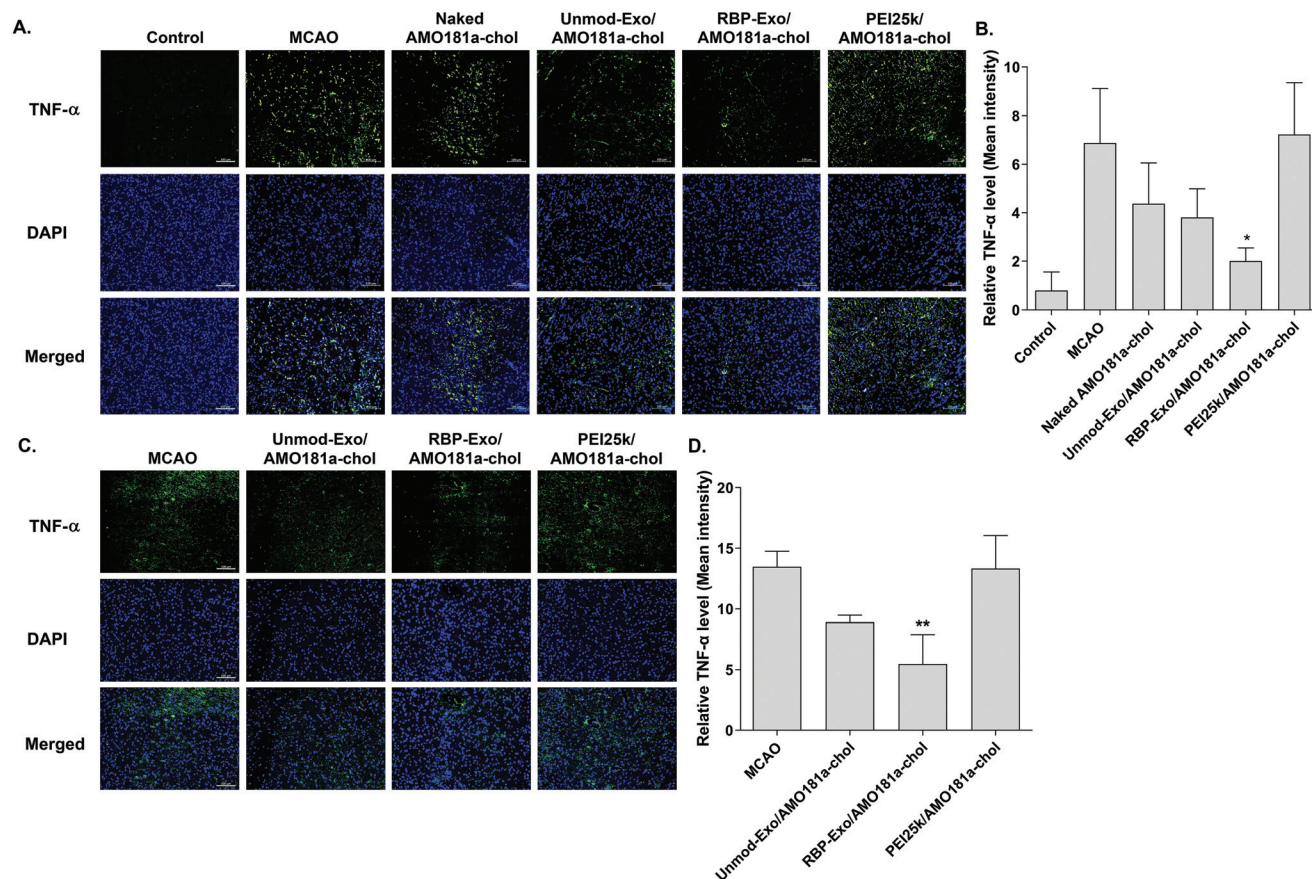 A.
Control
MCAO
Naked
AMO181a-chol
Unmod-Exo/
AMO181a-chol
RBP-Exo/
AMO181a-chol
PEI25k/
AMO181a-chol
TNF-α
DAPI
Merged
B.
Relative TNF-α level (Mean intensity)
10
8
6
4
2
0
*
Control
MCAO
Naked AMO181a-chol
Unmod-Exo/AMO181a-chol
RBP-Exo/AMO181a-chol
PEI25k/AMO181a-chol
C.
MCAO
Unmod-Exo/
AMO181a-chol
RBP-Exo/
AMO181a-chol
PEI25k/
AMO181a-chol
TNF-α
DAPI
Merged
D.
Relative TNF-α level (Mean intensity)
20
15
10
5
0
**
MCAO
Unmod-Exo/AMO181a-chol
RBP-Exo/AMO181a-chol
PEI25k/AMO181a-chol